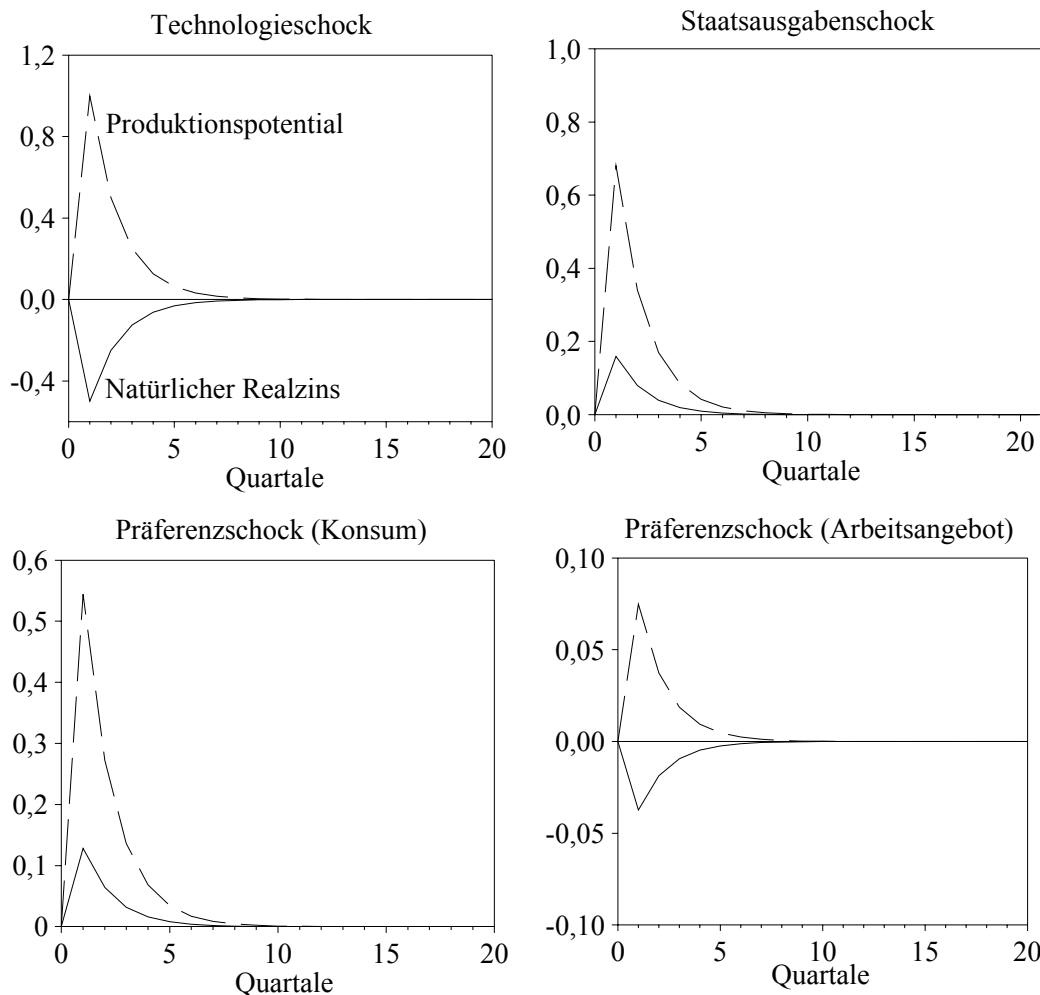 Technologieschock
1,2
0,8
0,4
0,0
-0,4
Produktionspotential
Natürlicher Realzins
0 5 10 15 20
Quartale
Staatsausgabenschock
1,0
0,8
0,6
0,4
0,2
0,0
0 5 10 15 20
Quartale
Präferenzschock (Konsum)
0,6
0,5
0,4
0,3
0,2
0,1
0
0 5 10 15 20
Quartale
Präferenzschock (Arbeitsangebot)
0,10
0,05
0,00
-0,05
-0,10
0 5 10 15 20
Quartale